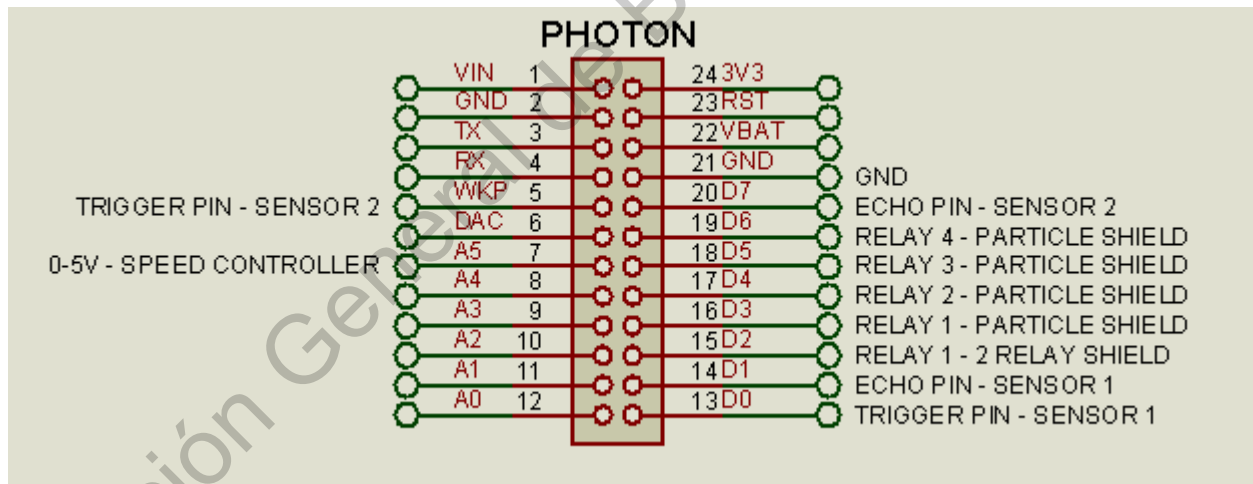 PHOTON
VIN 1 24 3V3
GND 2 23 RST
TX 3 22 VBAT
RX 4 21 GND GND
TRIGGER PIN - SENSOR 2 WKP 5 20 D7 ECHO PIN - SENSOR 2
DAC 6 19 D6 RELAY 4 - PARTICLE SHIELD
0-5V - SPEED CONTROLLER A5 7 18 D5 RELAY 3 - PARTICLE SHIELD
A4 8 17 D4 RELAY 2 - PARTICLE SHIELD
A3 9 16 D3 RELAY 1 - PARTICLE SHIELD
A2 10 15 D2 RELAY 1 - 2 RELAY SHIELD
A1 11 14 D1 ECHO PIN - SENSOR 1
A0 12 13 D0 TRIGGER PIN - SENSOR 1
General de